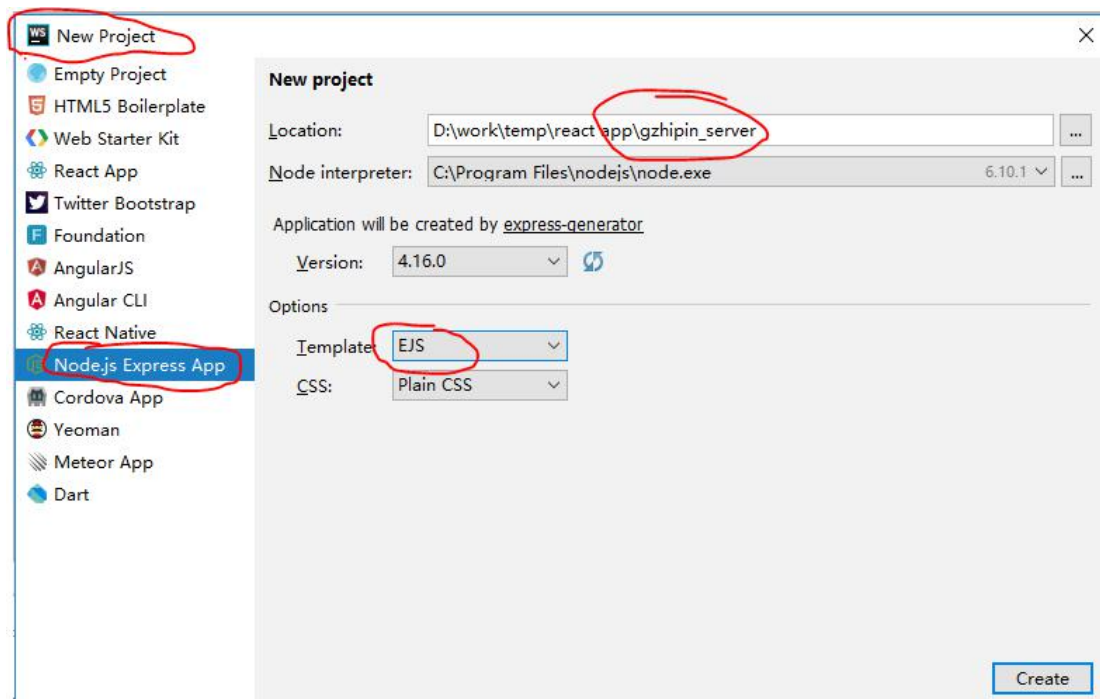 WS New Project
Empty Project
HTML5 Boilerplate
Web Starter Kit
React App
Twitter Bootstrap
Foundation
AngularJS
Angular CLI
React Native
Node.js Express App
Cordova App
Yeoman
Meteor App
Dart
New project
Location: D:\work\temp\react app\gzhipin_server ...
Node interpreter: C:\Program Files\nodejs\node.exe 6.10.1 ...
Application will be created by express-generator
Version: 4.16.0
Options
Template: EJS
CSS: Plain CSS
Create